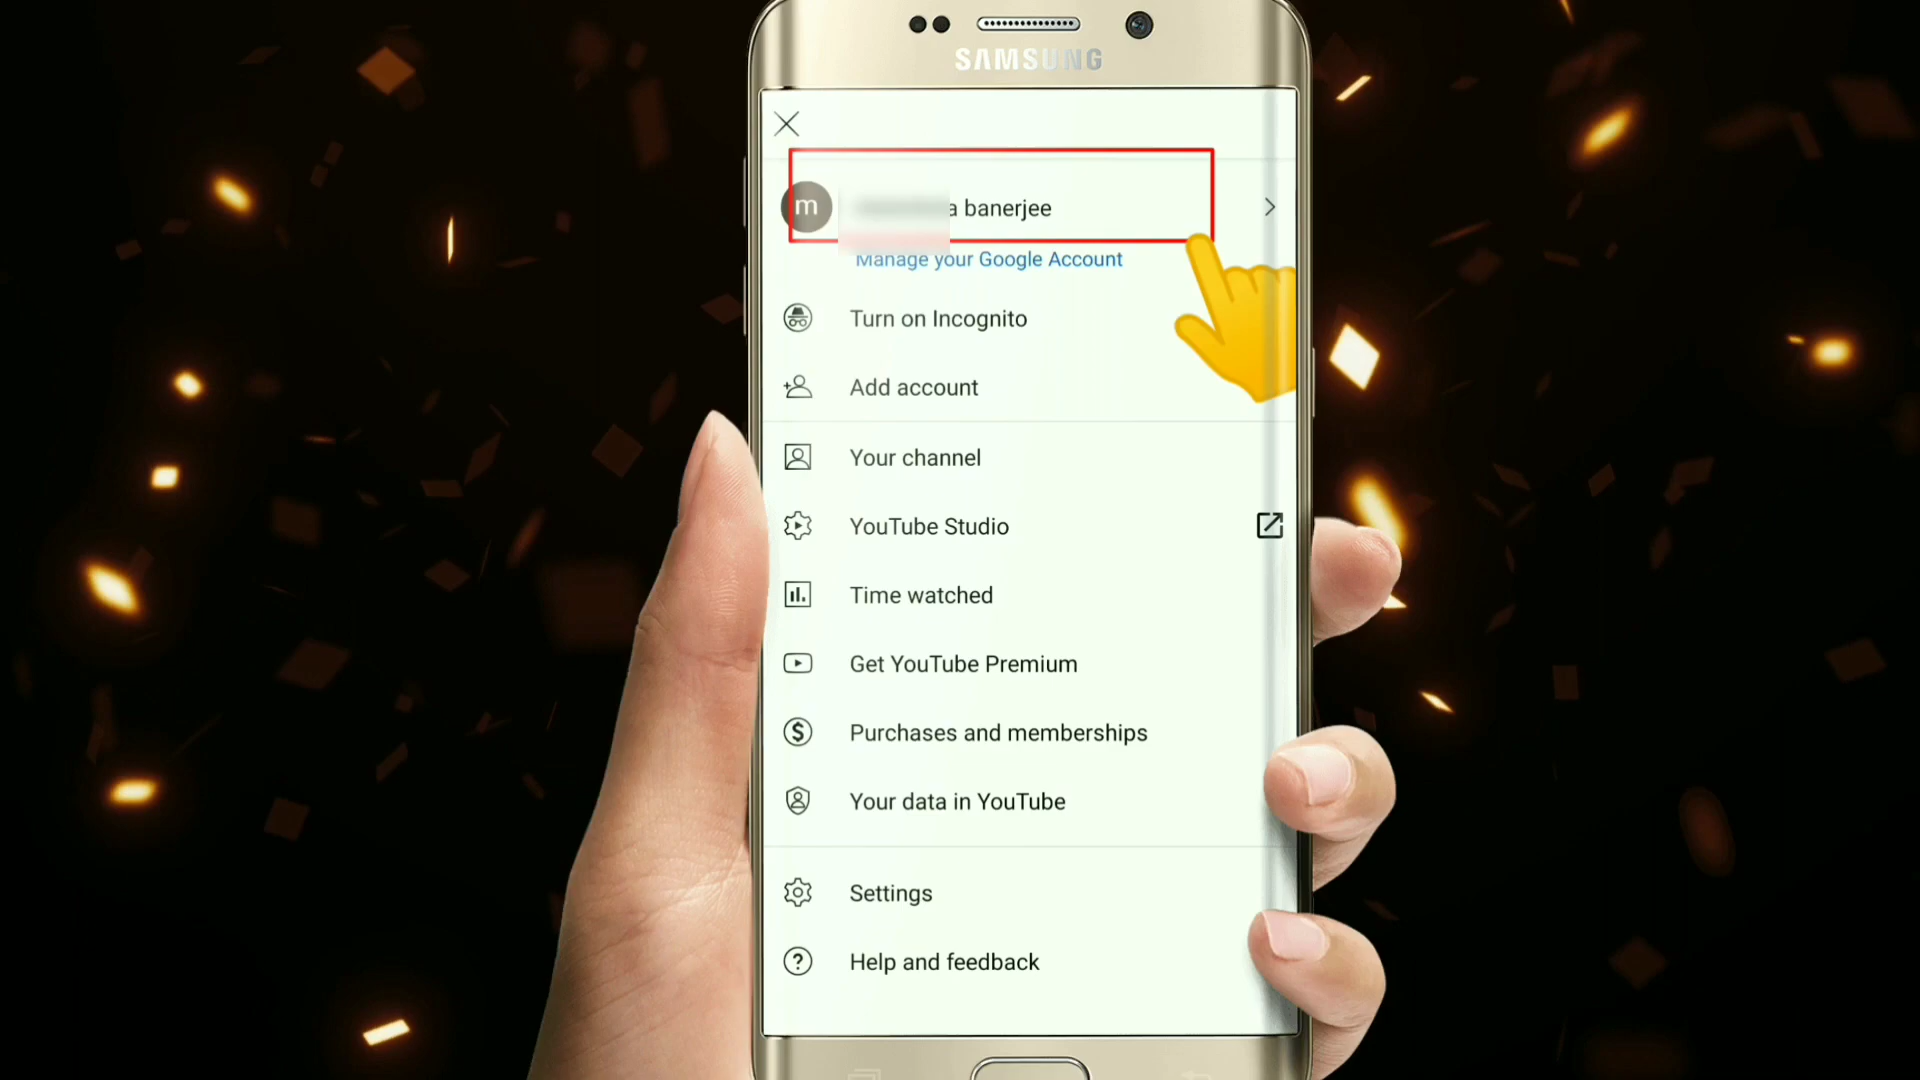 SAMSUNG
m
a banerjee
Manage your Google Account
Turn on Incognito
Add account
Your channel
YouTube Studio
Time watched
Get YouTube Premium
Purchases and memberships
Your data in YouTube
Settings
Help and feedback